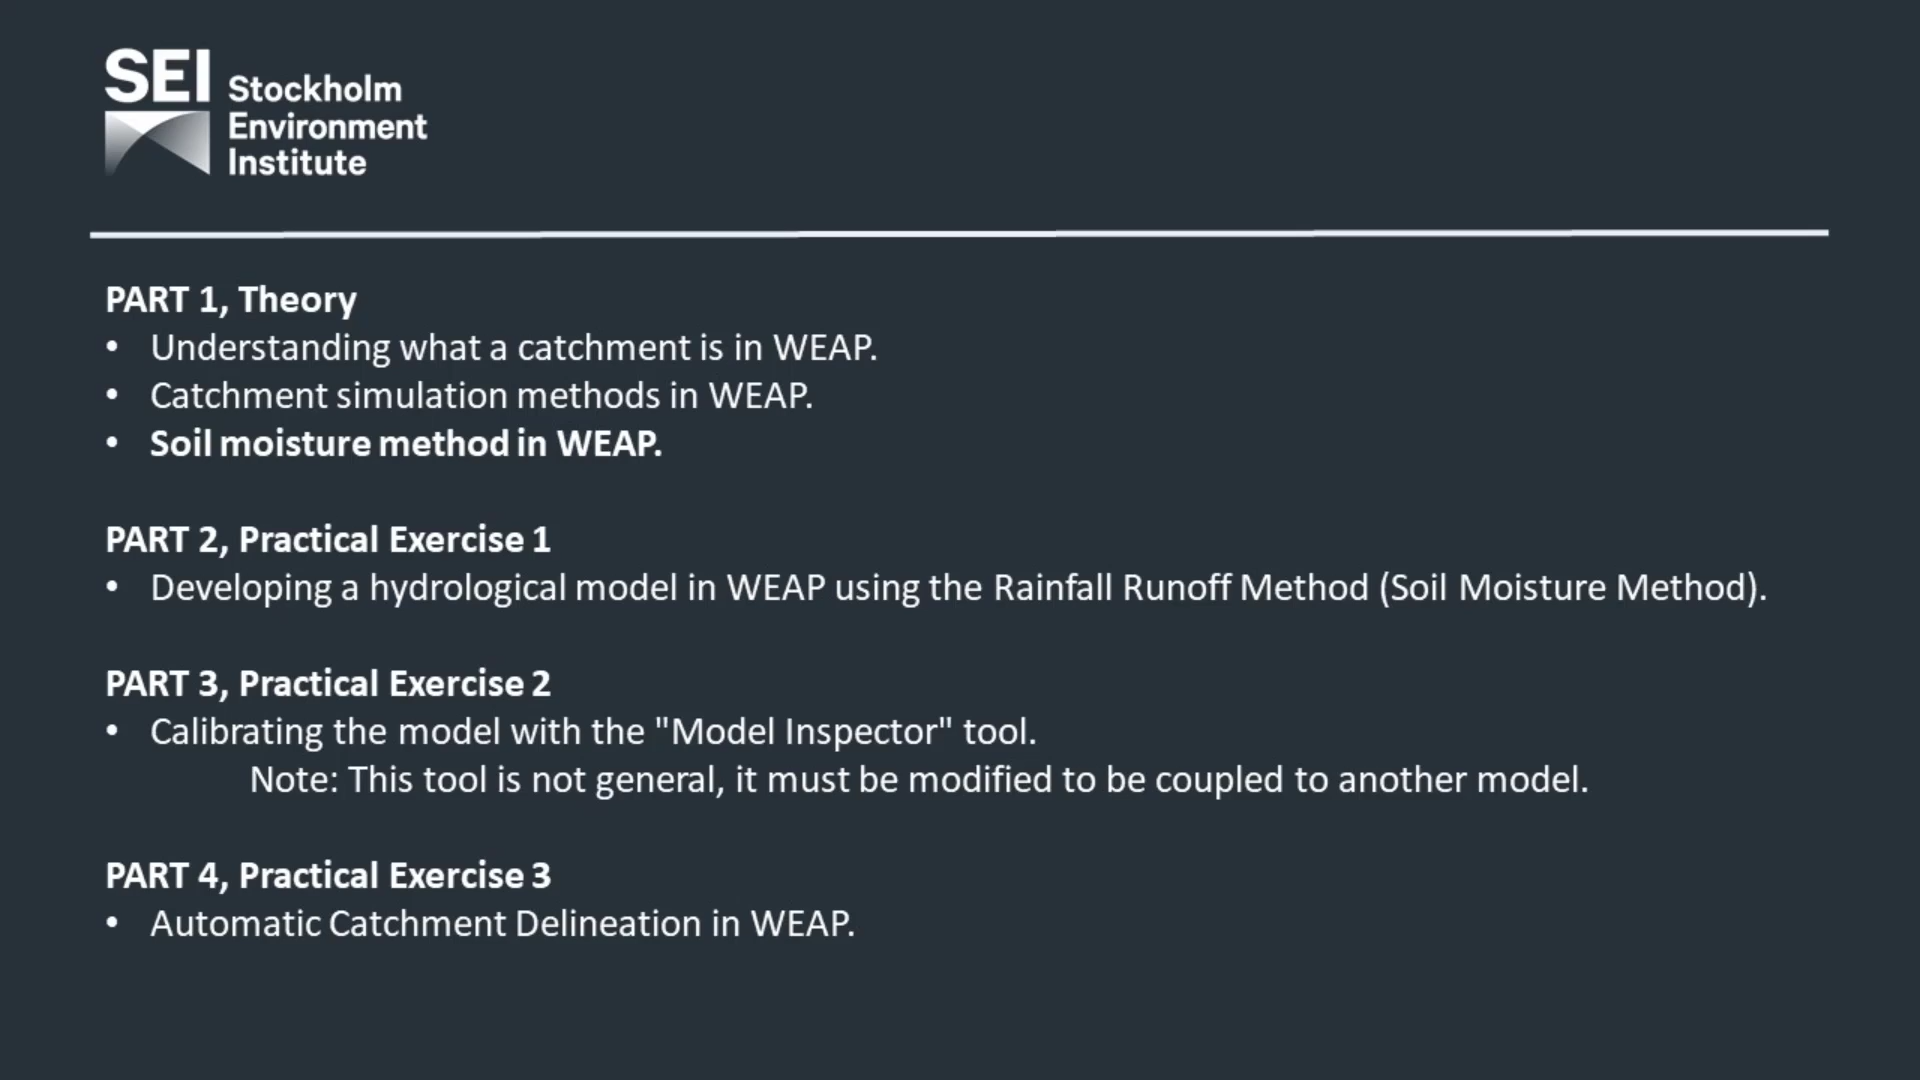 SEI Stockholm
Environment
Institute
PART 1, Theory
• Understanding what a catchment is in WEAP.
• Catchment simulation methods in WEAP.
• Soil moisture method in WEAP.
PART 2, Practical Exercise 1
• Developing a hydrological model in WEAP using the Rainfall Runoff Method (Soil Moisture Method).
PART 3, Practical Exercise 2
• Calibrating the model with the "Model Inspector" tool.
Note: This tool is not general, it must be modified to be coupled to another model.
PART 4, Practical Exercise 3
• Automatic Catchment Delineation in WEAP.